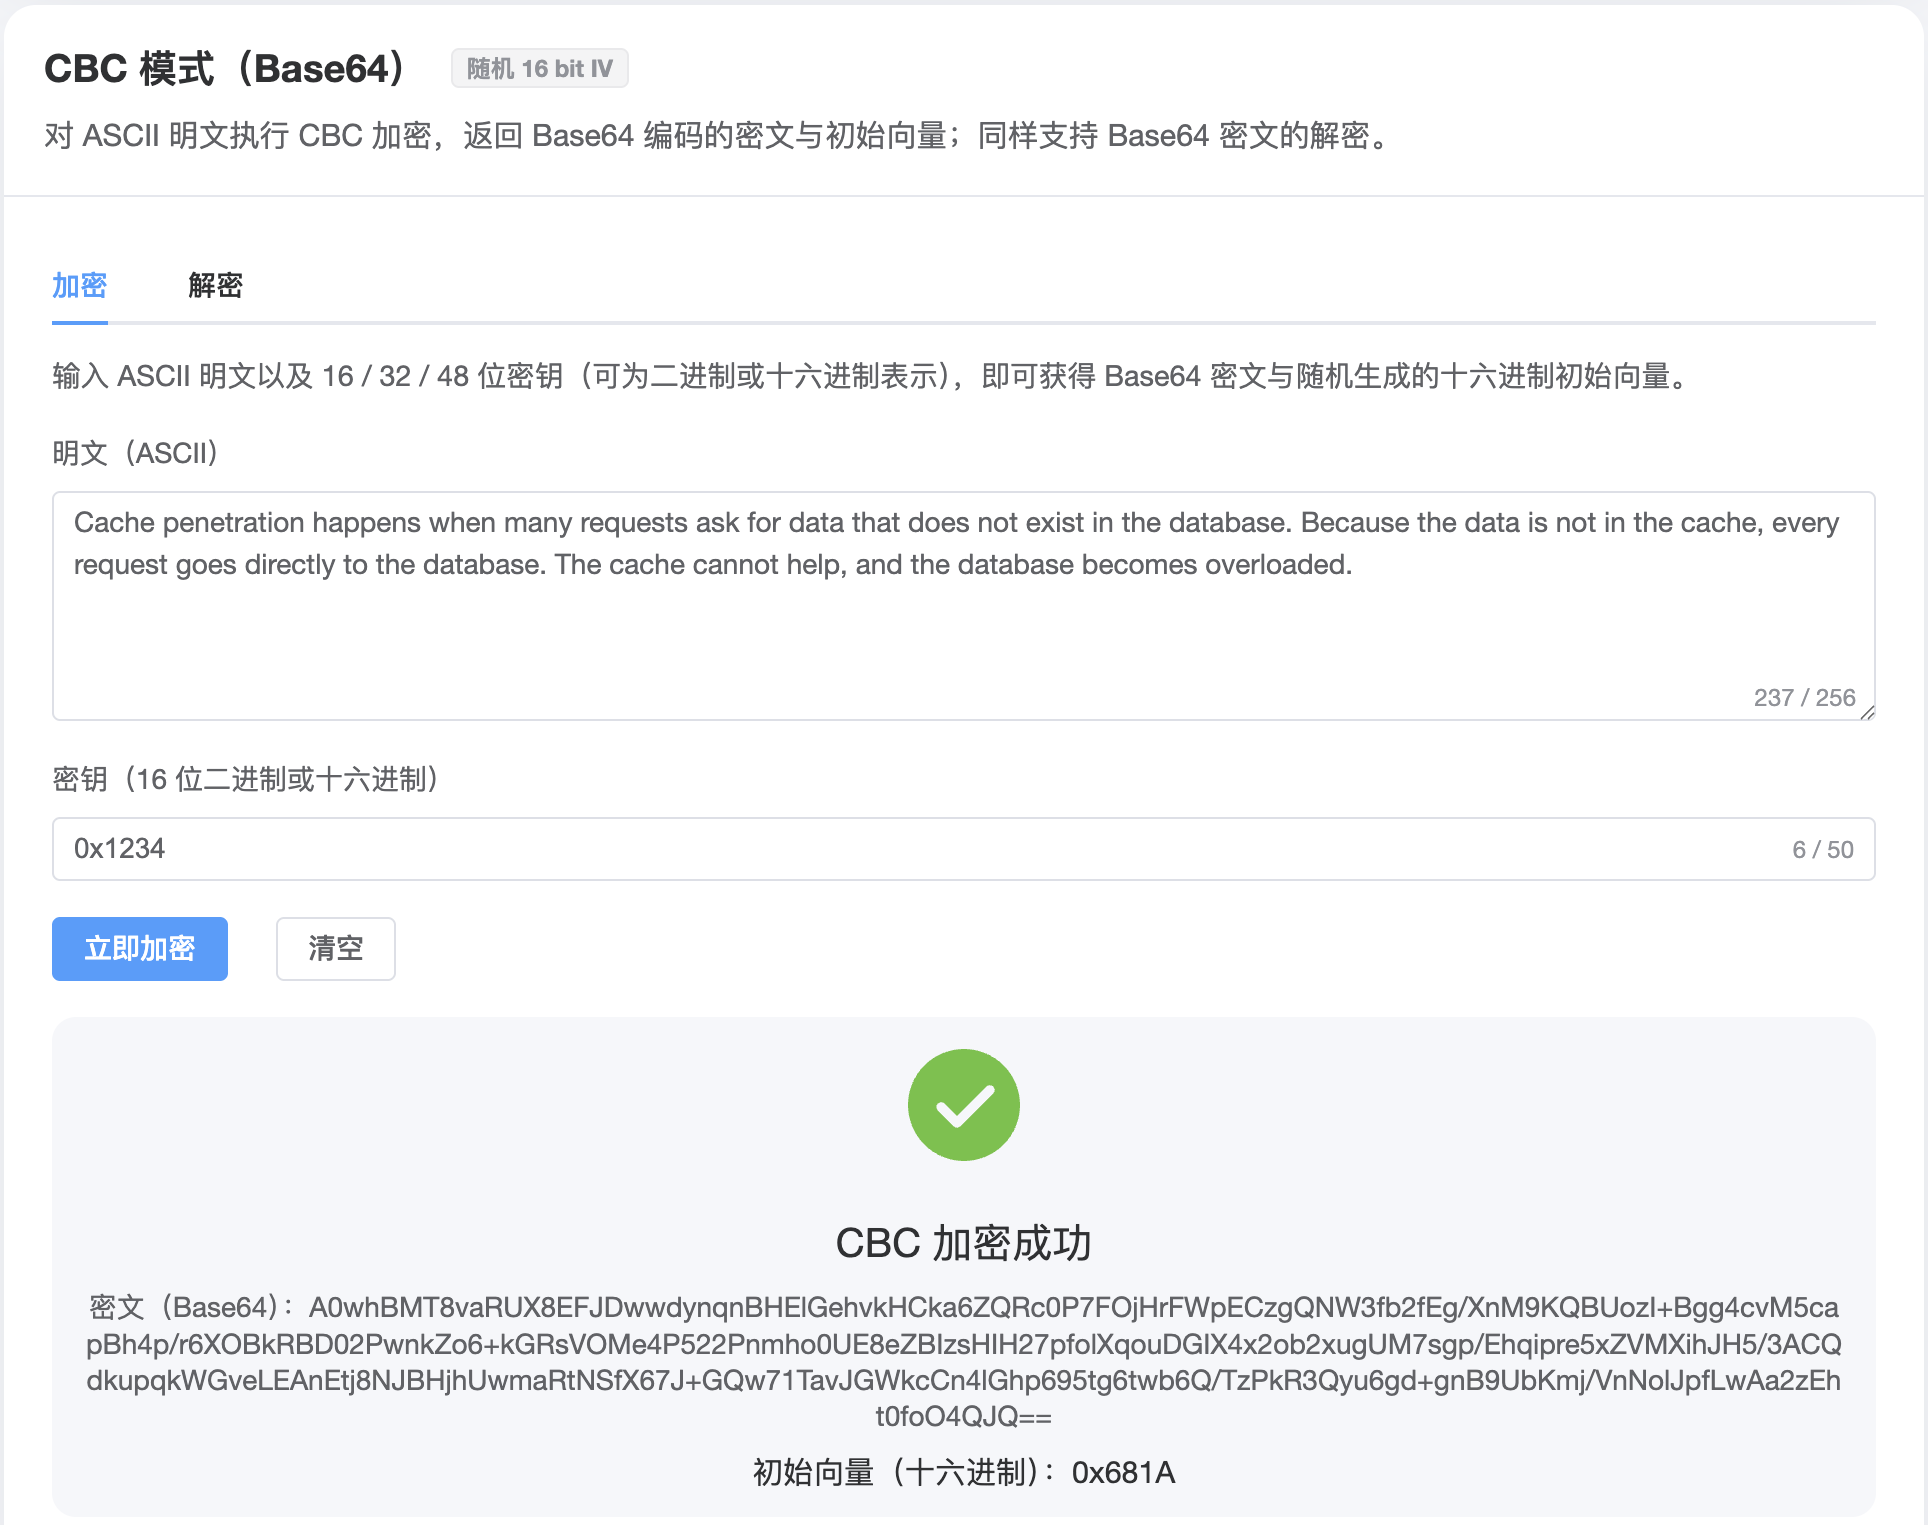 CBC 模式（Base64） 随机 16 bit IV
对 ASCII 明文执行 CBC 加密，返回 Base64 编码的密文与初始向量；同样支持 Base64 密文的解密。
加密 解密
输入 ASCII 明文以及 16 / 32 / 48 位密钥（可为二进制或十六进制表示），即可获得 Base64 密文与随机生成的十六进制初始向量。
明文（ASCII）
Cache penetration happens when many requests ask for data that does not exist in the database. Because the data is not in the cache, every
request goes directly to the database. The cache cannot help, and the database becomes overloaded.
237 / 256
密钥（16 位二进制或十六进制）
0x1234 6 / 50
立即加密 清空
CBC 加密成功
密文（Base64）：A0whBMT8vaRUX8EFJDwwdynqnBHElGehvkHCka6ZQRc0P7FOjHrFWpECzgQNW3fb2fEg/XnM9KQBUozI+Bgg4cvM5ca
pBh4p/r6XOBkRBD02PwnkZo6+kGRsVOMe4P522Pnmho0UE8eZBIzsHIH27pfolXqouDGIX4x2ob2xugUM7sgp/Ehqipre5xZVMXihJH5/3ACQ
dkupqkWGveLEAnEtj8NJBHjhUwmaRtNSfX67J+GQw71TavJGWkcCn4lGhp695tg6twb6Q/TzPkR3Qyu6gd+gnB9UbKmj/VnNolJpfLwAa2zEh
t0foO4QJQ==
初始向量（十六进制）：0x681A